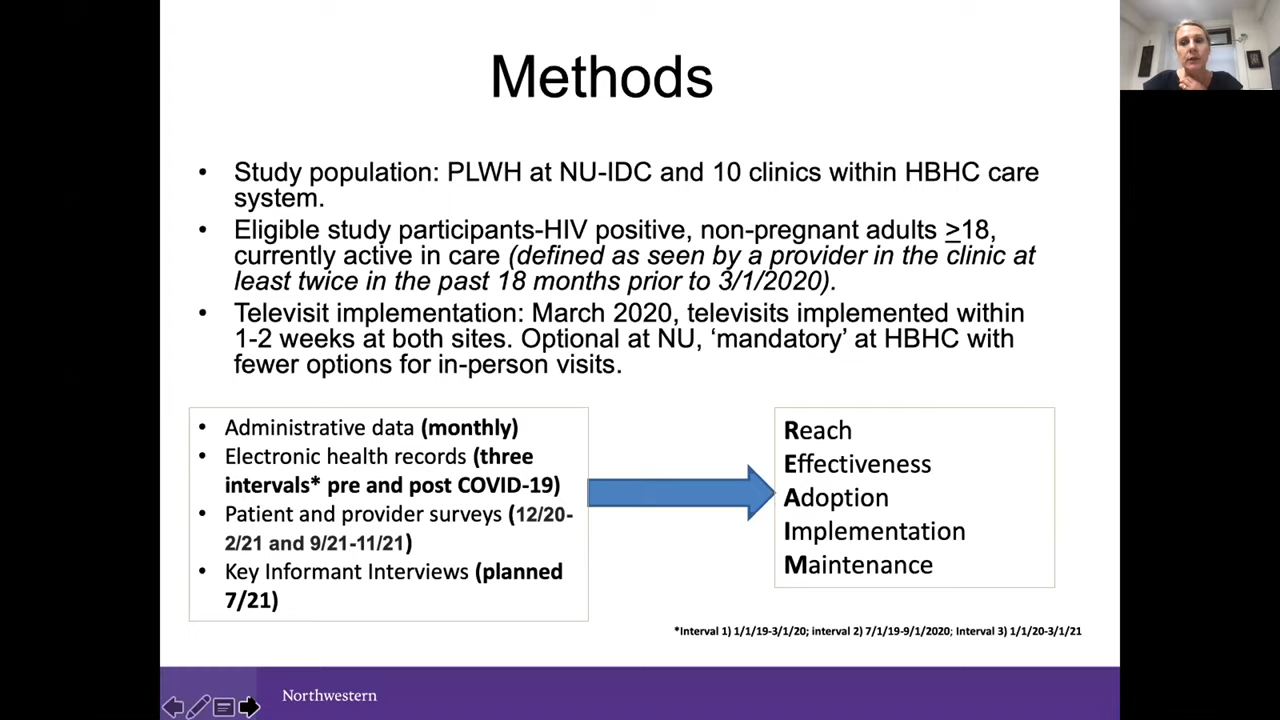 Methods
• Study population: PLWH at NU-IDC and 10 clinics within HBHC care
system.
• Eligible study participants-HIV positive, non-pregnant adults ≥18,
currently active in care (defined as seen by a provider in the clinic at
least twice in the past 18 months prior to 3/1/2020).
• Televisit implementation: March 2020, televisits implemented within
1-2 weeks at both sites. Optional at NU, ‘mandatory’ at HBHC with
fewer options for in-person visits.
• Administrative data (monthly)
• Electronic health records (three
intervals* pre and post COVID-19)
• Patient and provider surveys (12/20-
2/21 and 9/21-11/21)
• Key Informant Interviews (planned
7/21)
Reach
Effectiveness
Adoption
Implementation
Maintenance
*Interval 1) 1/1/19-3/1/20; interval 2) 7/1/19-9/1/2020; Interval 3) 1/1/20-3/1/21
Northwestern